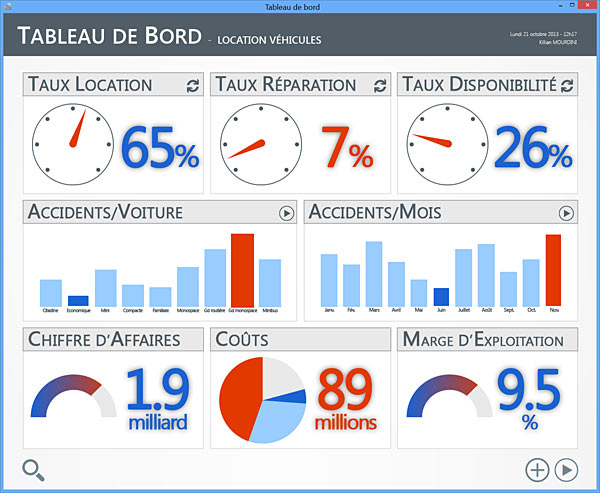 Tableau de bord
TABLEAU DE BORD - LOCATION VÉHICULES
Lundi 21 octobre 2013 - 12h17
Kilian MOURDINI
TAUX LOCATION
TAUX RÉPARATION
TAUX DISPONIBILITÉ
65%
7%
26%
ACCIDENTS/VOITURE
ACCIDENTS/MOIS
Citadine Economique Mini Compacte Familiale Monospace Gd routière Gd monospace Minibus
Janv. Fév. Mars Avril Mai Juin Juillet Août Sept. Oct. Nov.
CHIFFRE D'AFFAIRES
COÛTS
MARGE D'EXPLOITATION
1.9
milliard
89
millions
9.5
%